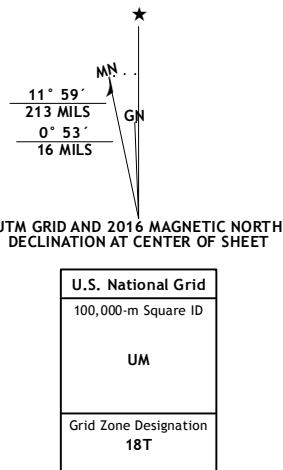 ★
MN
11° 59´
213 MILS
GN
0° 53´
16 MILS
UTM GRID AND 2016 MAGNETIC NORTH
DECLINATION AT CENTER OF SHEET
U.S. National Grid
100,000-m Square ID
UM
Grid Zone Designation
18T